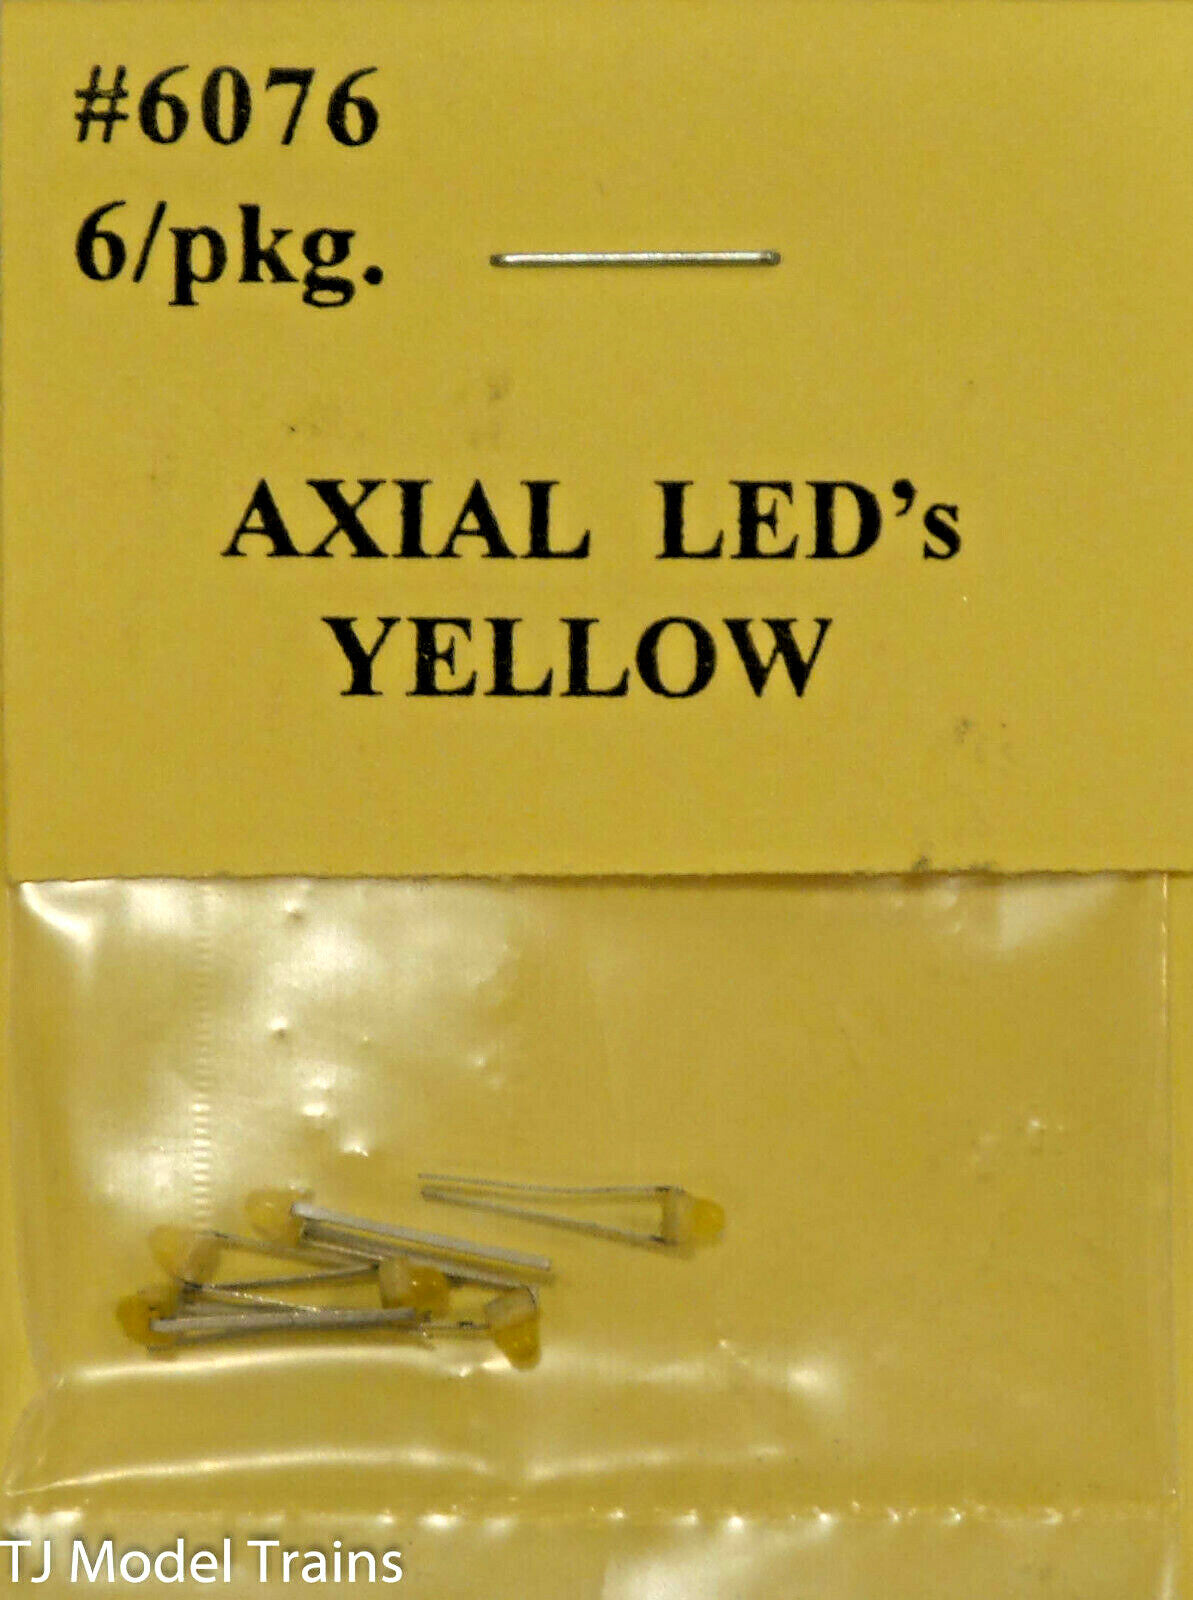 #6076
6/pkg.
AXIAL LED's
YELLOW
TJ Model Trains